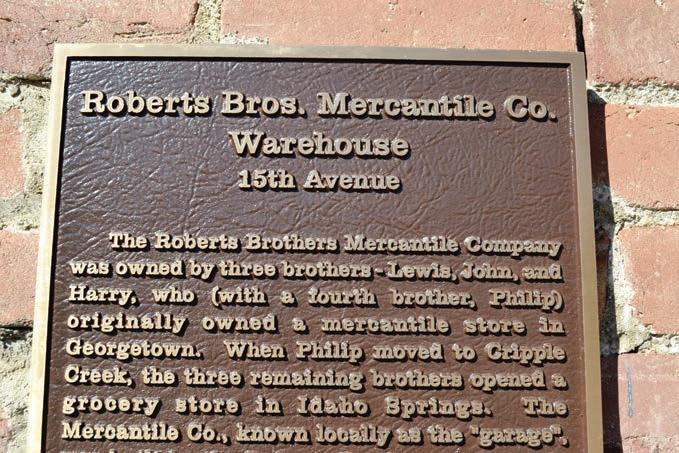 Roberts Bros. Mercantile Co.
Warehouse
15th Avenue
The Roberts Brothers Mercantile Company
was owned by three brothers - Lewis, John, and
Harry, who (with a fourth brother, Philip)
originally owned a mercantile store in
Georgetown. When Philip moved to Cripple
Creek, the three remaining brothers opened a
grocery store in Idaho Springs. The
Mercantile Co., known locally as the "garage",